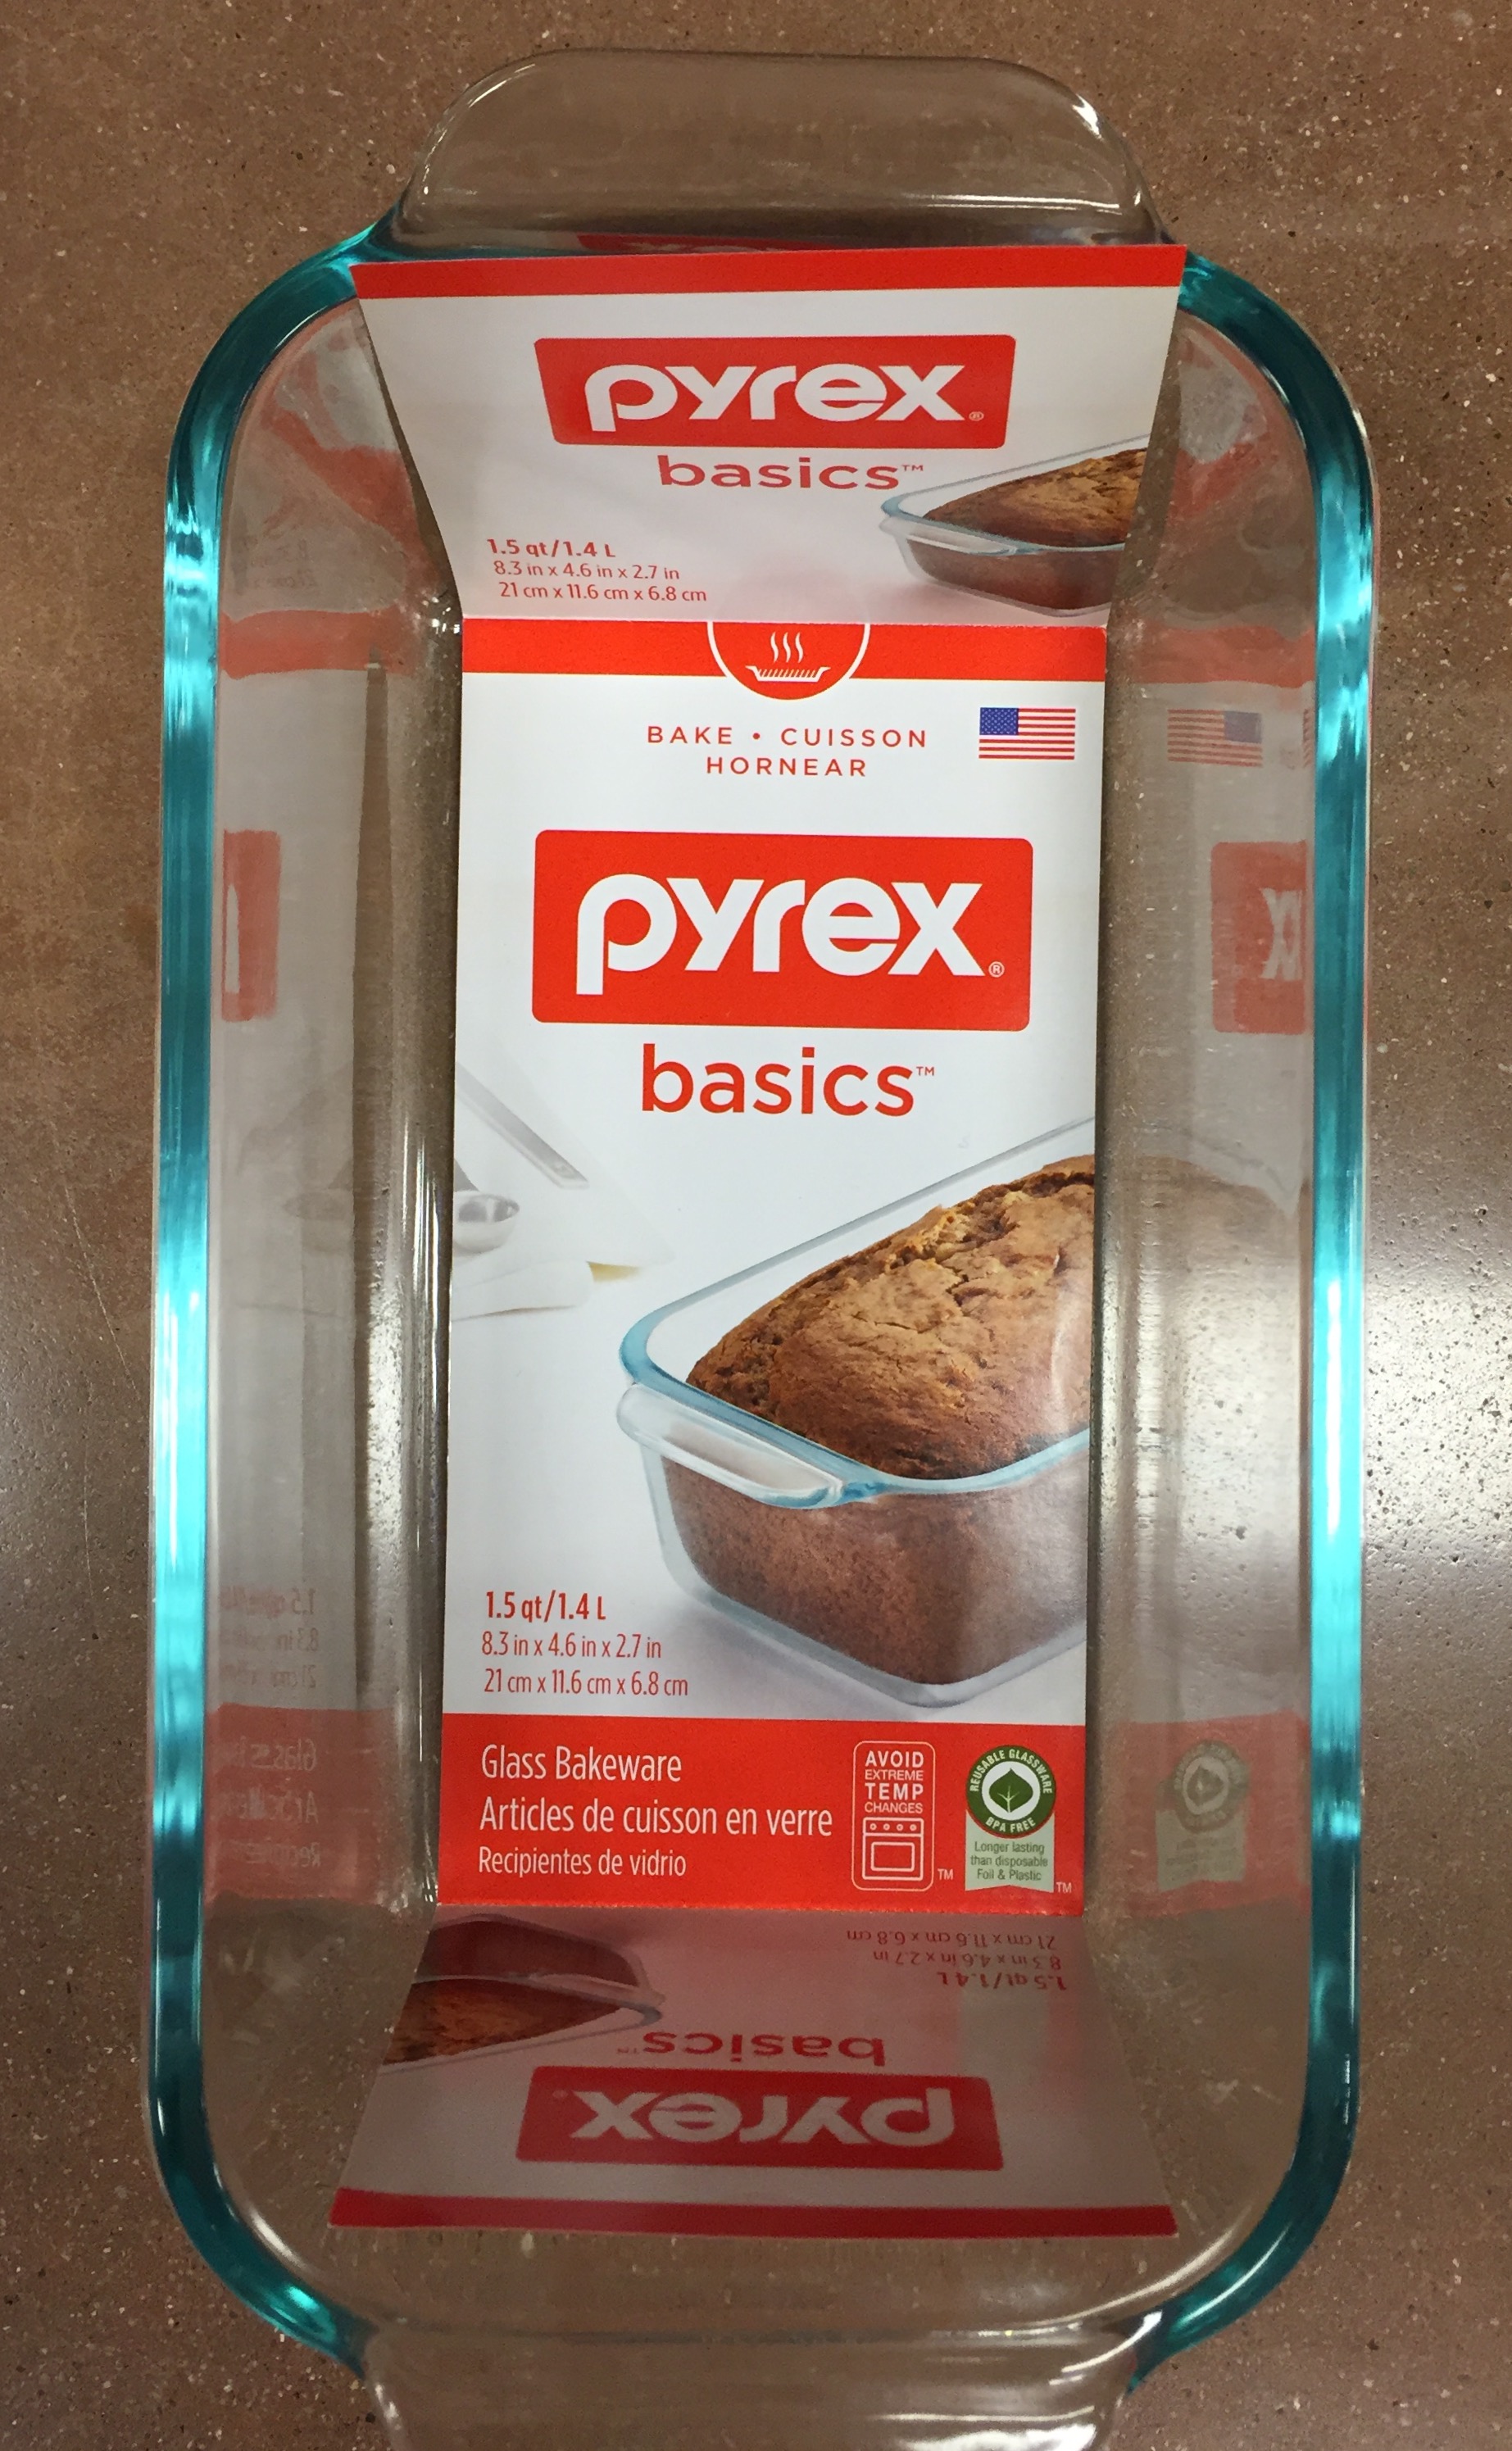 pyrex®
basics™
1.5 qt/1.4 L
8.3 in x 4.6 in x 2.7 in
21 cm x 11.6 cm x 6.8 cm
BAKE • CUISSON
HORNEAR
pyrex®
basics™
1.5 qt/1.4 L
8.3 in x 4.6 in x 2.7 in
21 cm x 11.6 cm x 6.8 cm
Glass Bakeware
Articles de cuisson en verre
Recipientes de vidrio
AVOID
EXTREME
TEMP
CHANGES
™
REUSABLE GLASSWARE
BPA FREE
Longer lasting
than disposable
Foil & Plastic
™
pyrex®
basics™
1.5 qt/1.4 L
8.3 in x 4.6 in x 2.7 in
21 cm x 11.6 cm x 6.8 cm